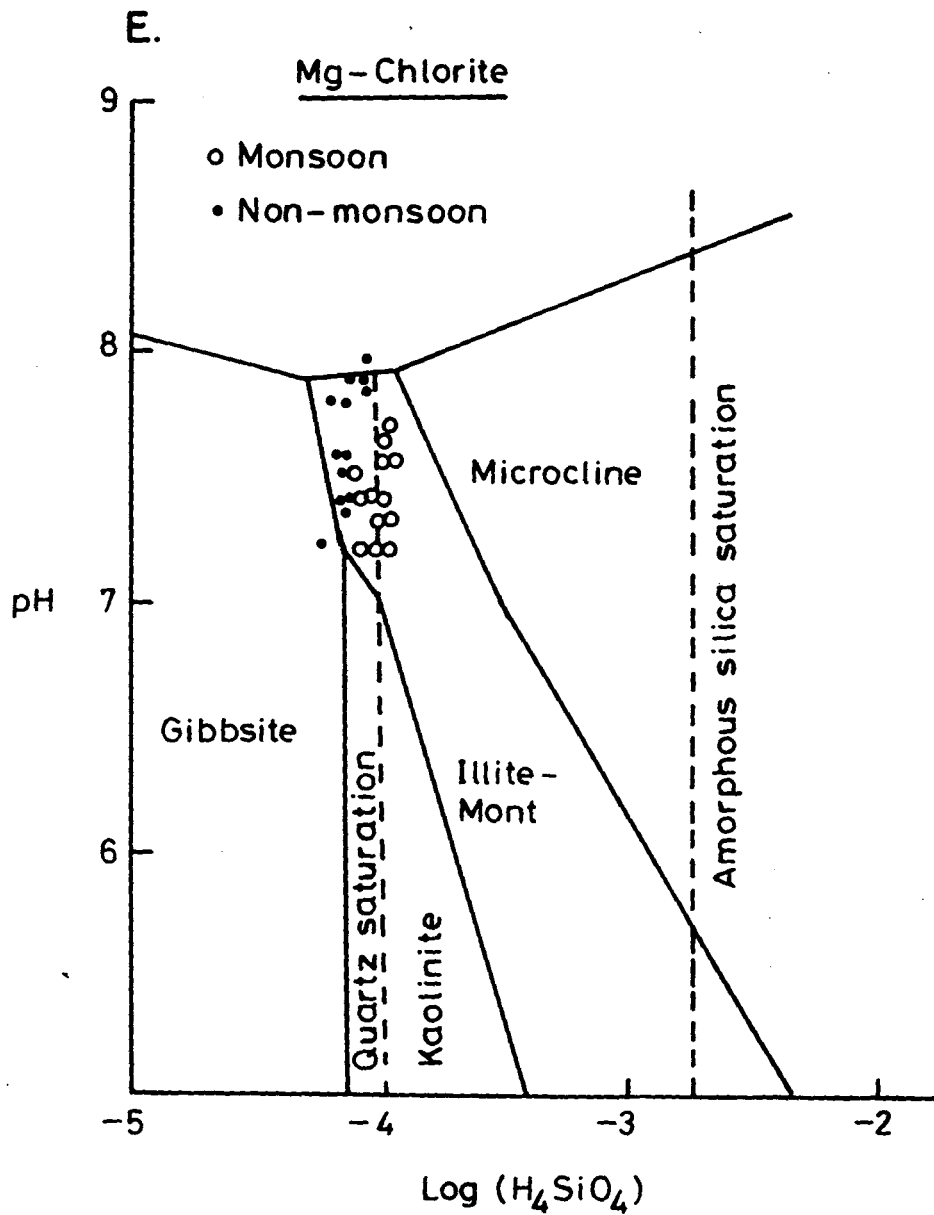 E.
Mg-Chlorite
9
Monsoon
Non-monsoon
8
Microcline
Amorphous silica saturation
pH
7
Gibbsite
Quartz saturation
Illite-
Mont
6
Kaolinite
-5
-4
-3
-2
Log (H₄SiO₄)